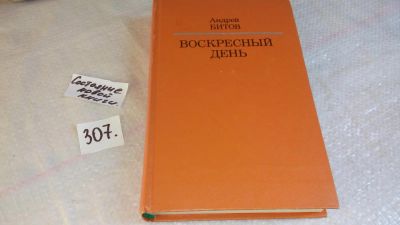 Андрей
БИТОВ
ВОСКРЕСНЫЙ
ДЕНЬ
Состояние
новой
книги.
307.